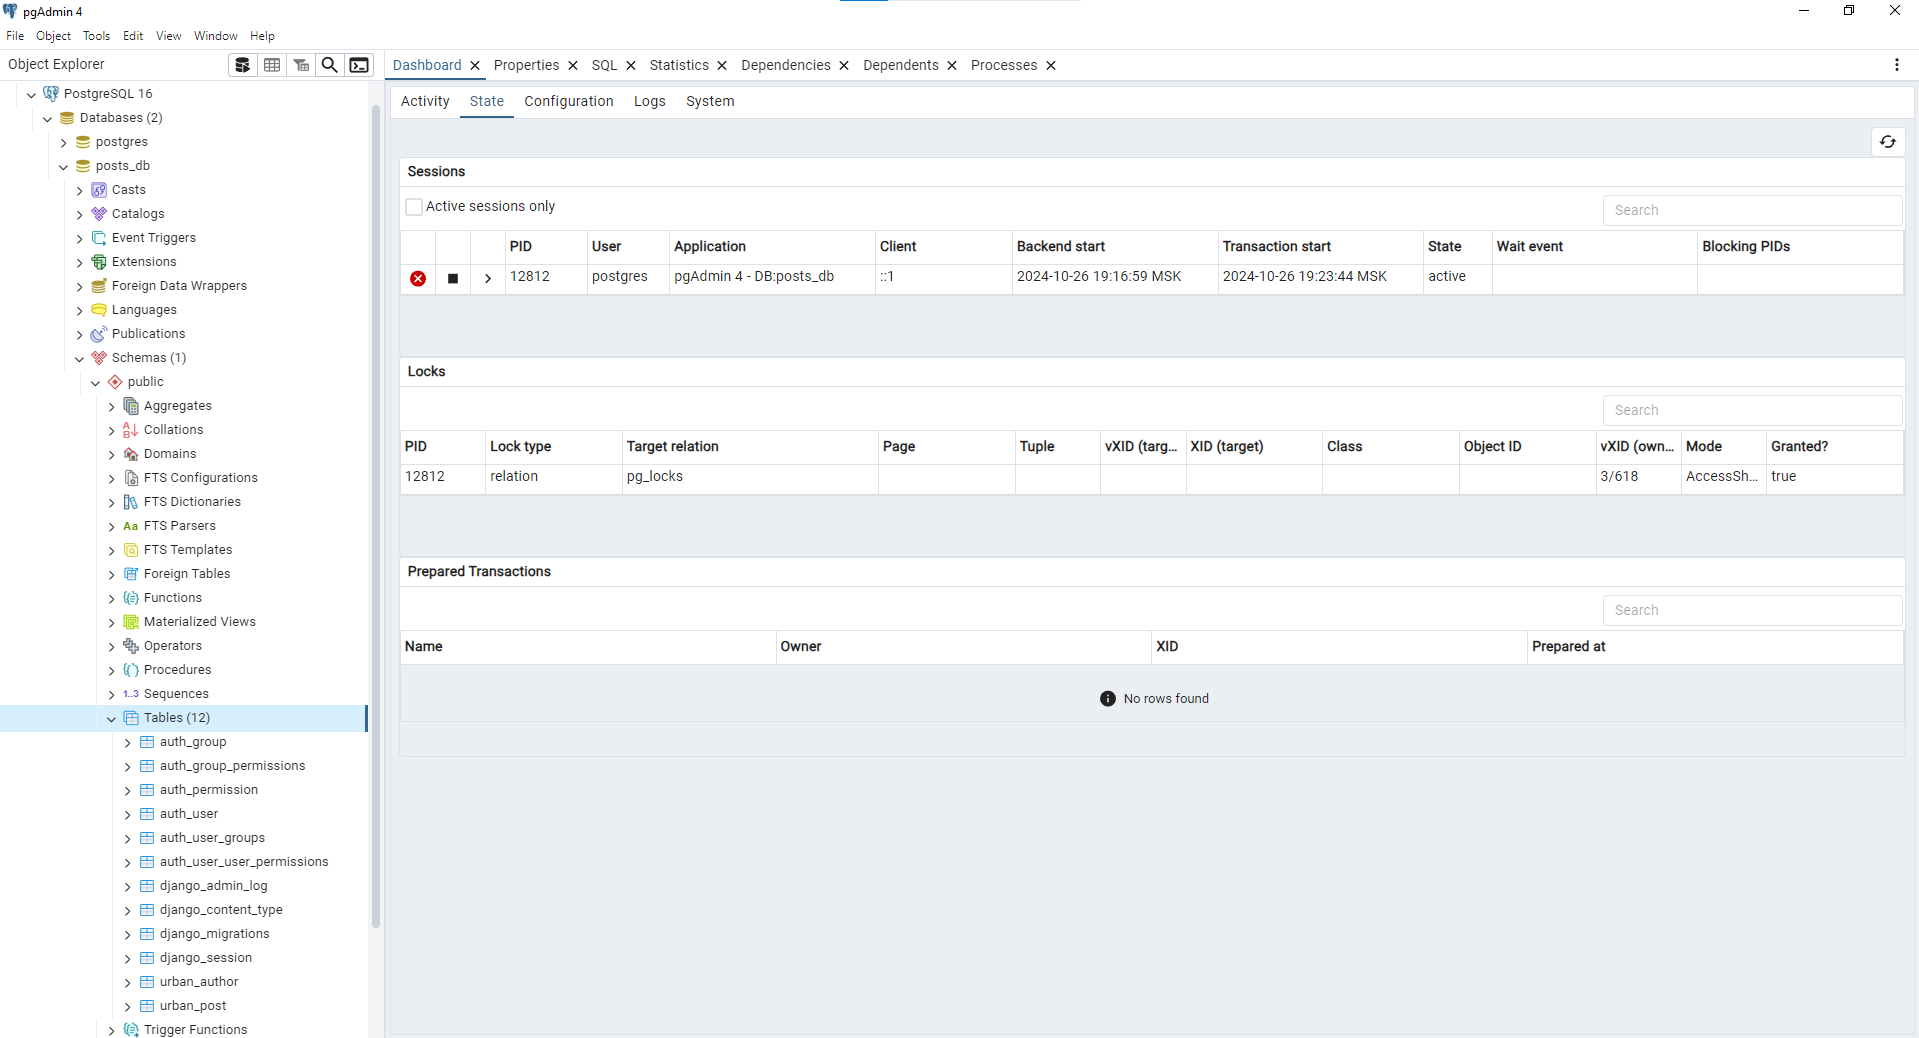 pgAdmin 4
File Object Tools Edit View Window Help
Object Explorer
Dashboard Properties SQL Statistics Dependencies Dependents Processes
PostgreSQL 16
Databases (2)
postgres
posts_db
Casts
Catalogs
Event Triggers
Extensions
Foreign Data Wrappers
Languages
Publications
Schemas (1)
public
Aggregates
Collations
Domains
FTS Configurations
FTS Dictionaries
FTS Parsers
FTS Templates
Foreign Tables
Functions
Materialized Views
Operators
Procedures
1..3 Sequences
Tables (12)
auth_group
auth_group_permissions
auth_permission
auth_user
auth_user_groups
auth_user_user_permissions
django_admin_log
django_content_type
django_migrations
django_session
urban_author
urban_post
Trigger Functions
Activity State Configuration Logs System
Sessions
Active sessions only
Search
PID User Application Client Backend start Transaction start State Wait event Blocking PIDs
12812 postgres pgAdmin 4 - DB:posts_db ::1 2024-10-26 19:16:59 MSK 2024-10-26 19:23:44 MSK active
Locks
Search
PID Lock type Target relation Page Tuple vXID (targ... XID (target) Class Object ID vXID (own... Mode Granted?
12812 relation pg_locks 3/618 AccessSh... true
Prepared Transactions
Search
Name Owner XID Prepared at
No rows found